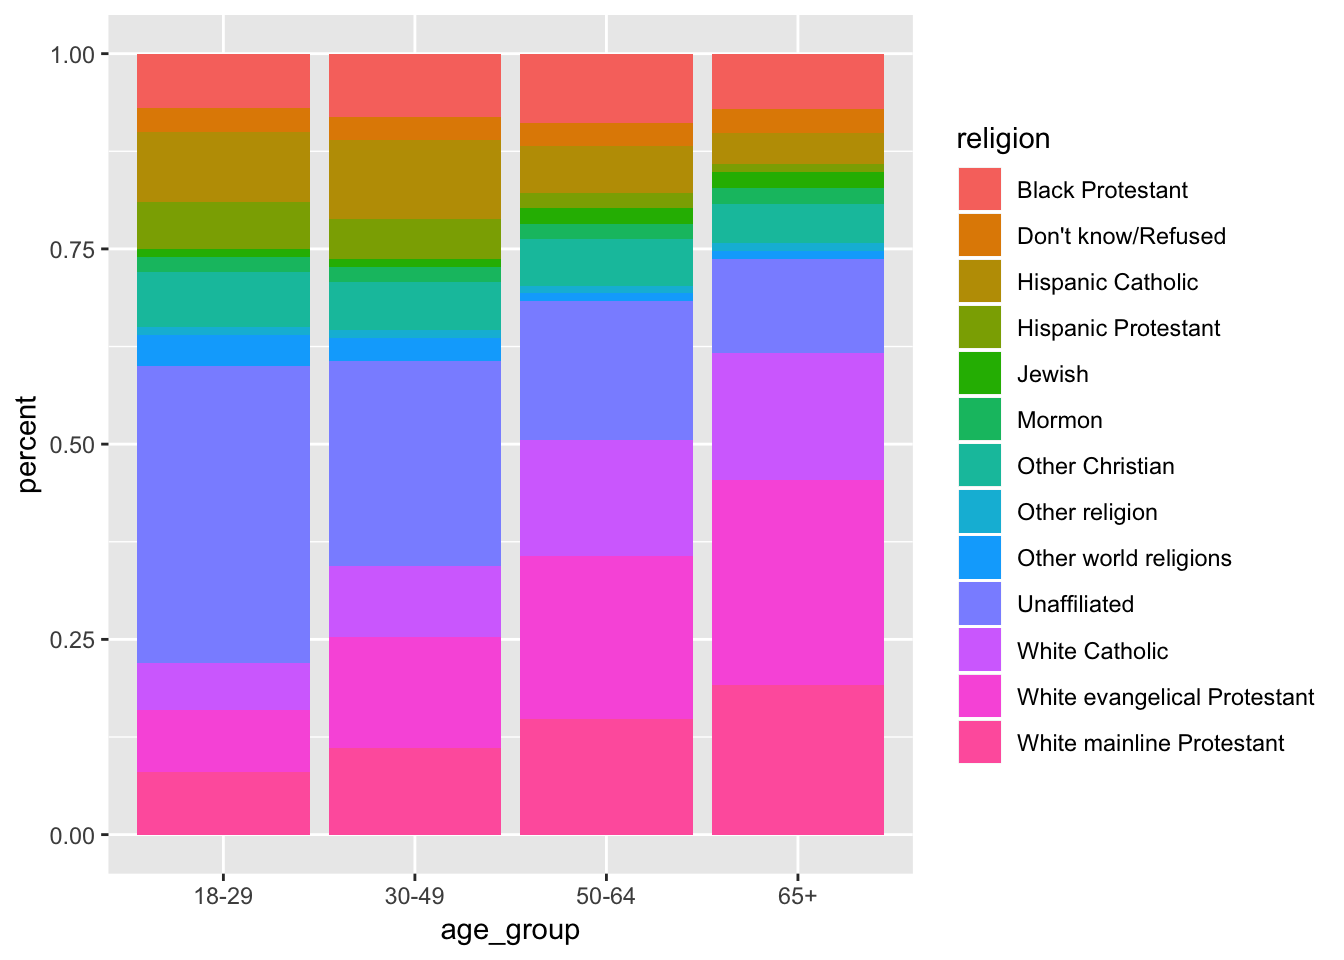 1.00
0.75
0.50
0.25
0.00
percent
18-29 30-49 50-64 65+
age_group
religion
Black Protestant
Don't know/Refused
Hispanic Catholic
Hispanic Protestant
Jewish
Mormon
Other Christian
Other religion
Other world religions
Unaffiliated
White Catholic
White evangelical Protestant
White mainline Protestant